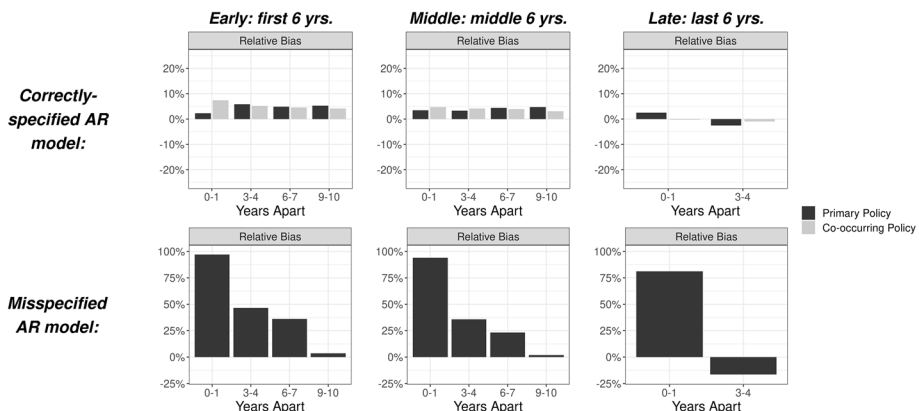 Early: first 6 yrs.
Middle: middle 6 yrs.
Late: last 6 yrs.
Correctly-
specified AR
model:
Relative Bias
20%
10%
0%
-10%
-20%
0-1 3-4 6-7 9-10
Years Apart
Relative Bias
20%
10%
0%
-10%
-20%
0-1 3-4 6-7 9-10
Years Apart
Relative Bias
20%
10%
0%
-10%
-20%
0-1 3-4
Years Apart
Primary Policy
Co-occurring Policy
Misspecified
AR model:
Relative Bias
100%
75%
50%
25%
0%
-25%
0-1 3-4 6-7 9-10
Years Apart
Relative Bias
100%
75%
50%
25%
0%
-25%
0-1 3-4 6-7 9-10
Years Apart
Relative Bias
100%
75%
50%
25%
0%
-25%
0-1 3-4
Years Apart